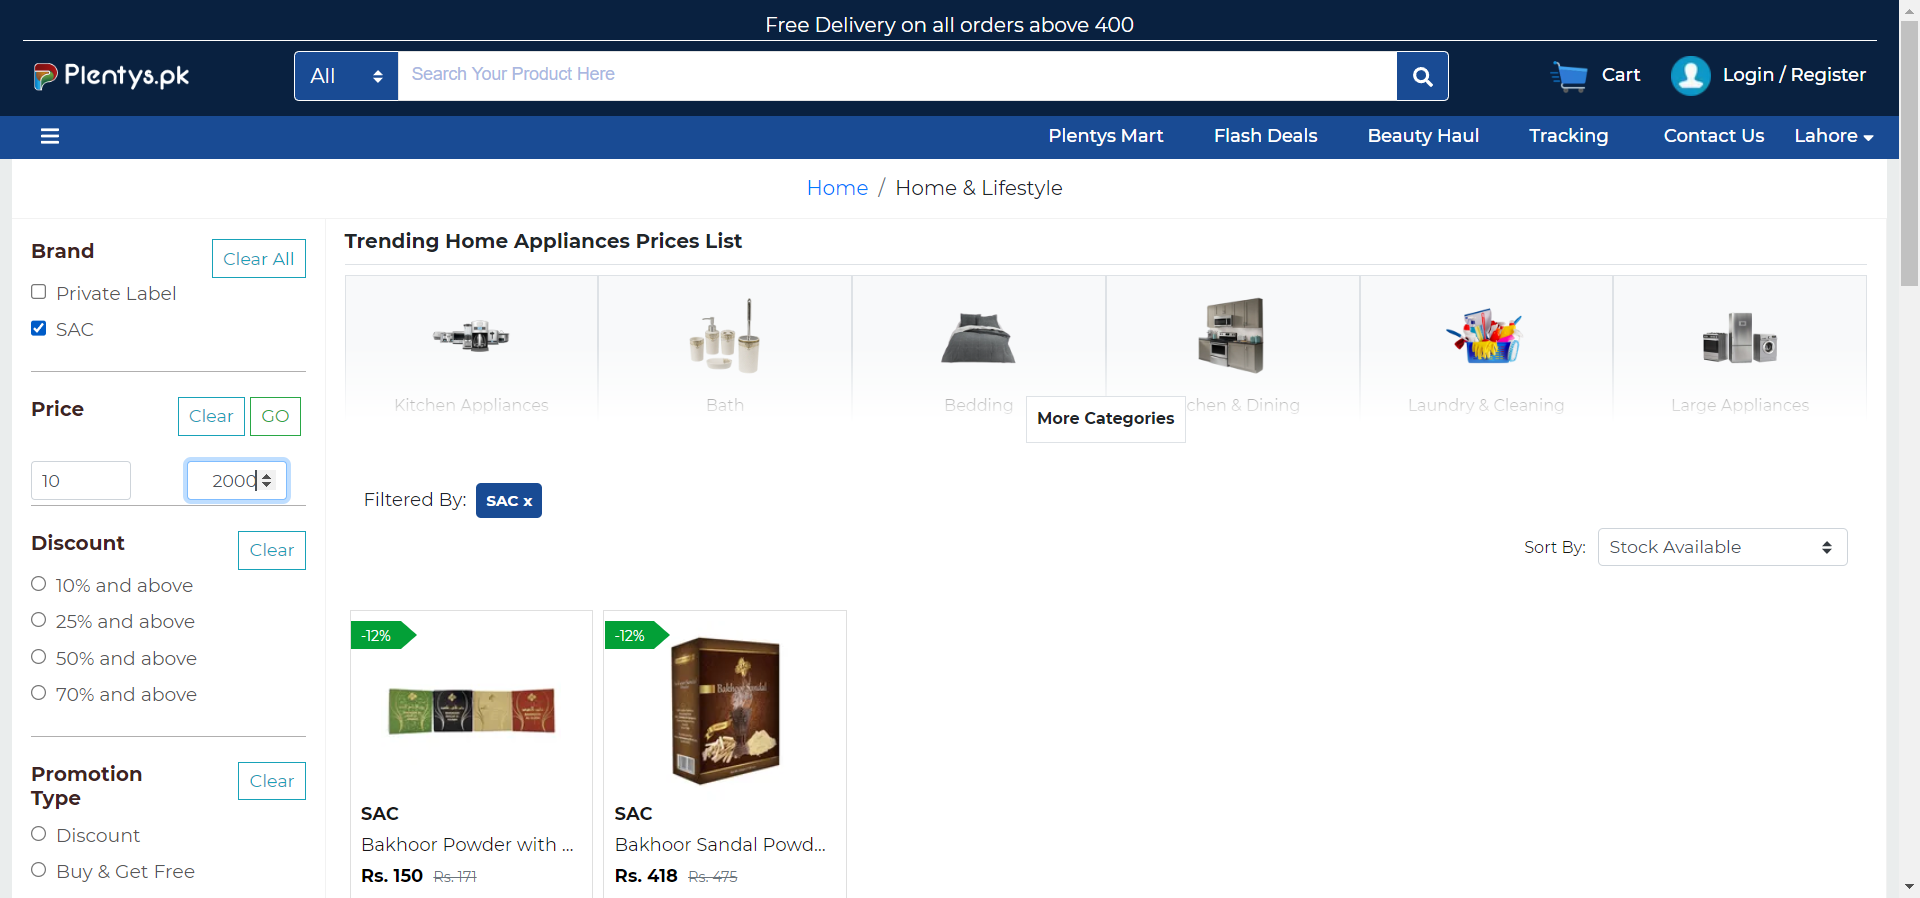 Free Delivery on all orders above 400
Plentys.pk
All
Search Your Product Here
Cart
Login / Register
Plentys Mart
Flash Deals
Beauty Haul
Tracking
Contact Us
Lahore
Home / Home & Lifestyle
Brand
Clear All
Private Label
SAC
Price
Clear
GO
10
2000
Discount
Clear
10% and above
25% and above
50% and above
70% and above
Promotion Type
Clear
Discount
Buy & Get Free
Trending Home Appliances Prices List
Kitchen Appliances
Bath
Bedding
chen & Dining
Laundry & Cleaning
Large Appliances
More Categories
Filtered By: SAC x
Sort By: Stock Available
-12%
SAC
Bakhoor Powder with ...
Rs. 150 Rs. 171
-12%
Bakhoor Sandal
SAC
Bakhoor Sandal Powd...
Rs. 418 Rs. 475